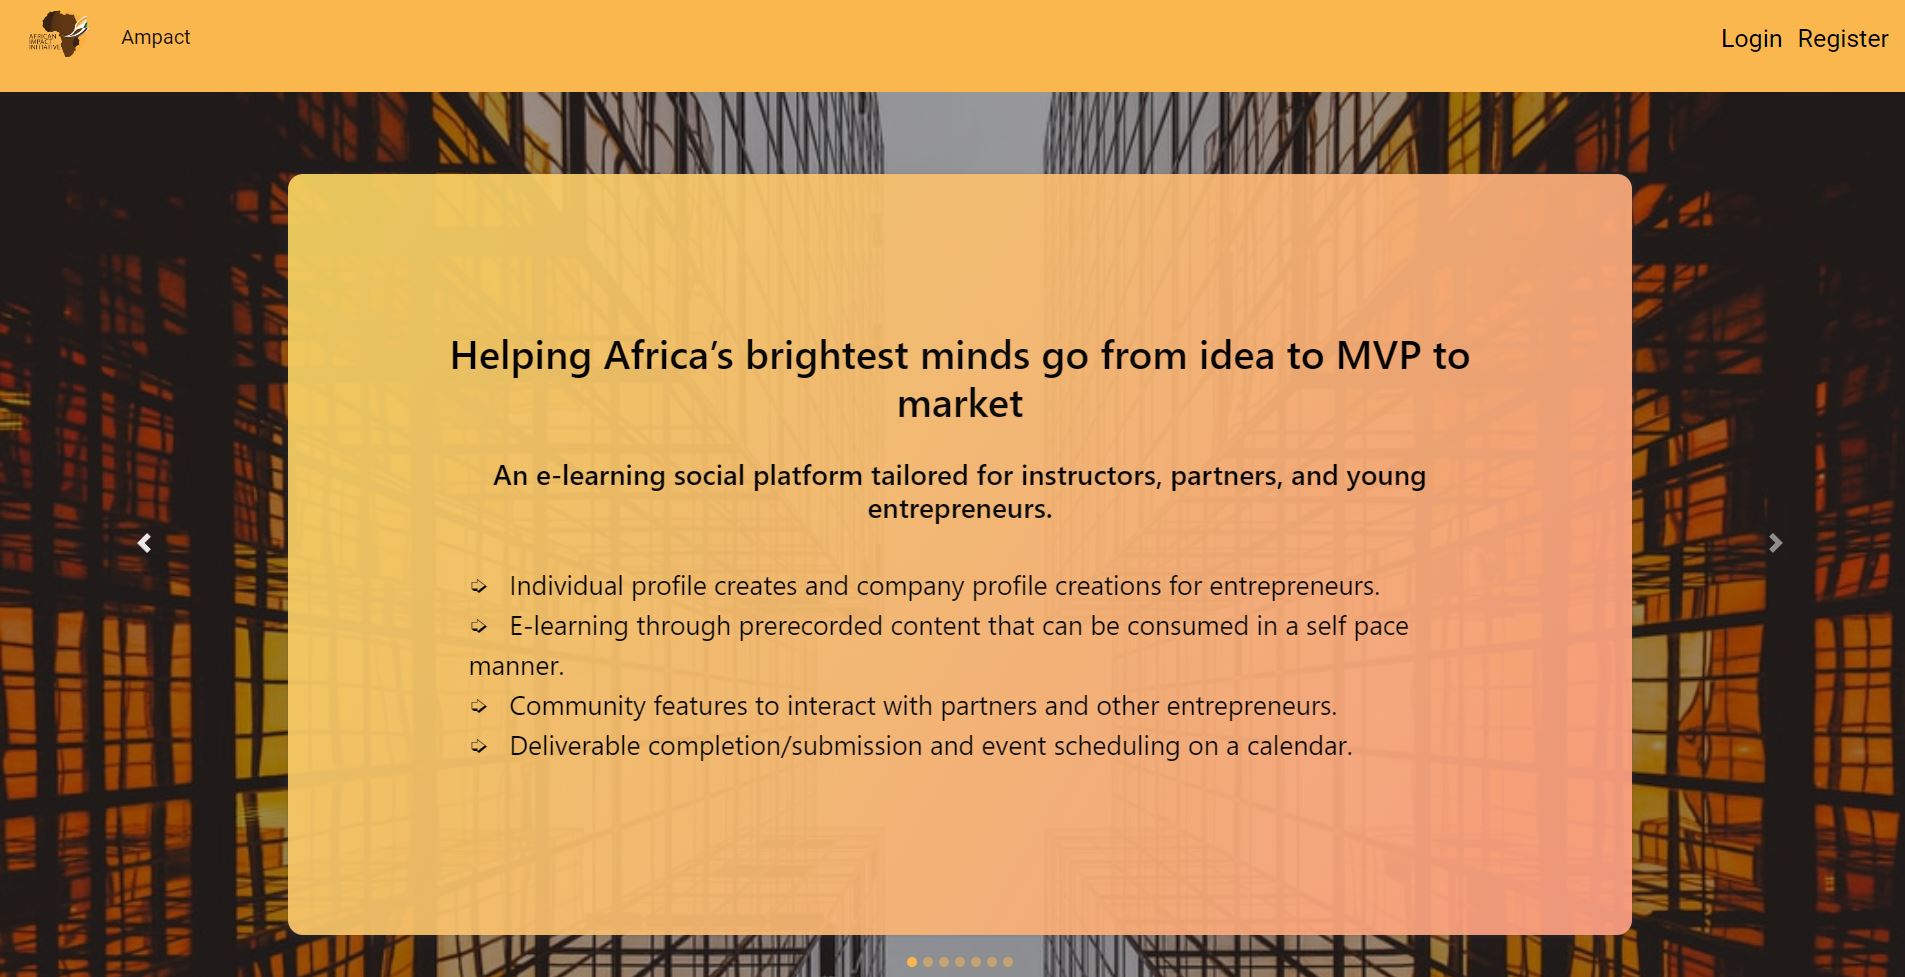 AFRICAN
IMPACT
INITIATIVE
Ampact
Login Register
Helping Africa’s brightest minds go from idea to MVP to
market
An e-learning social platform tailored for instructors, partners, and young
entrepreneurs.
➩ Individual profile creates and company profile creations for entrepreneurs.
➩ E-learning through prerecorded content that can be consumed in a self pace
manner.
➩ Community features to interact with partners and other entrepreneurs.
➩ Deliverable completion/submission and event scheduling on a calendar.